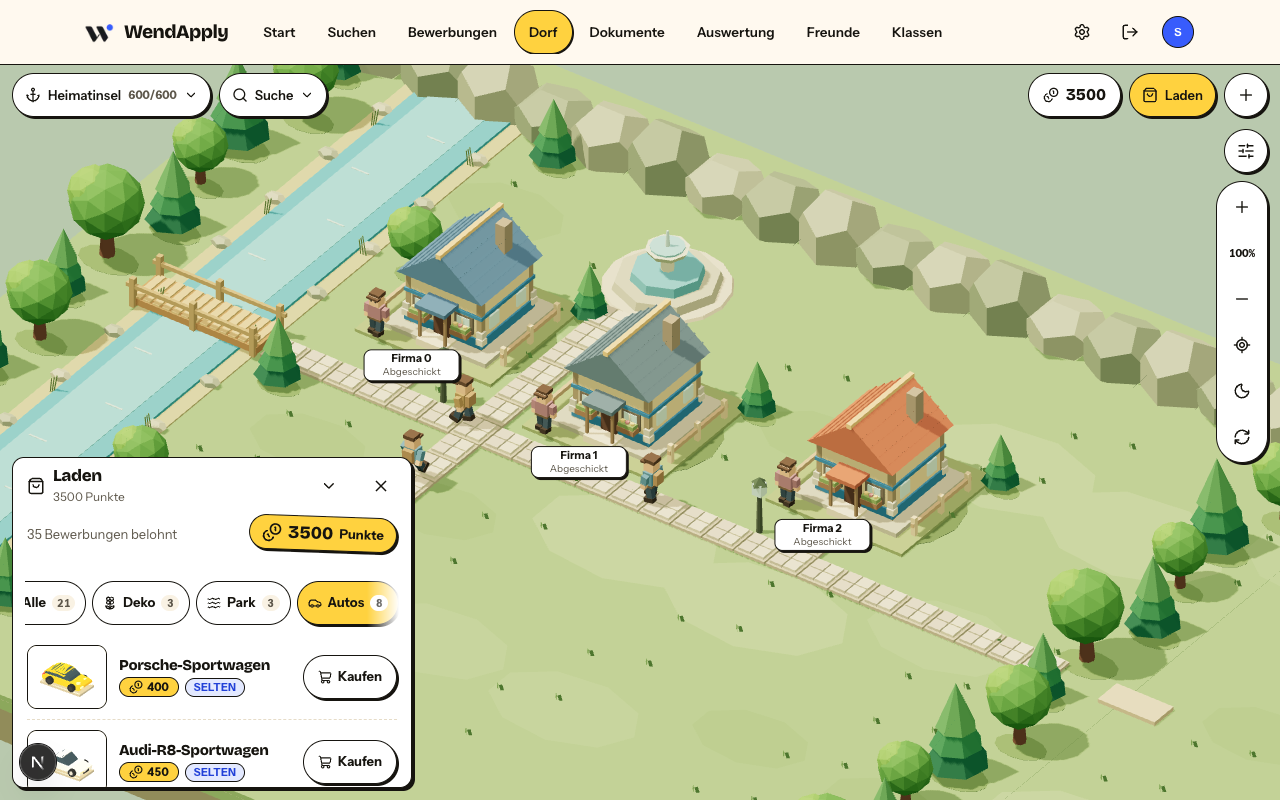 WendApply
Start
Suchen
Bewerbungen
Dorf
Dokumente
Auswertung
Freunde
Klassen
S
Heimatinsel 600/600
Suche
3500
Laden
100%
Firma 0
Abgeschickt
Firma 1
Abgeschickt
Firma 2
Abgeschickt
Laden
3500 Punkte
35 Bewerbungen belohnt
3500 Punkte
Alle 21
Deko 3
Park 3
Autos 8
Porsche-Sportwagen
400 SELTEN
Kaufen
Audi-R8-Sportwagen
450 SELTEN
Kaufen
N